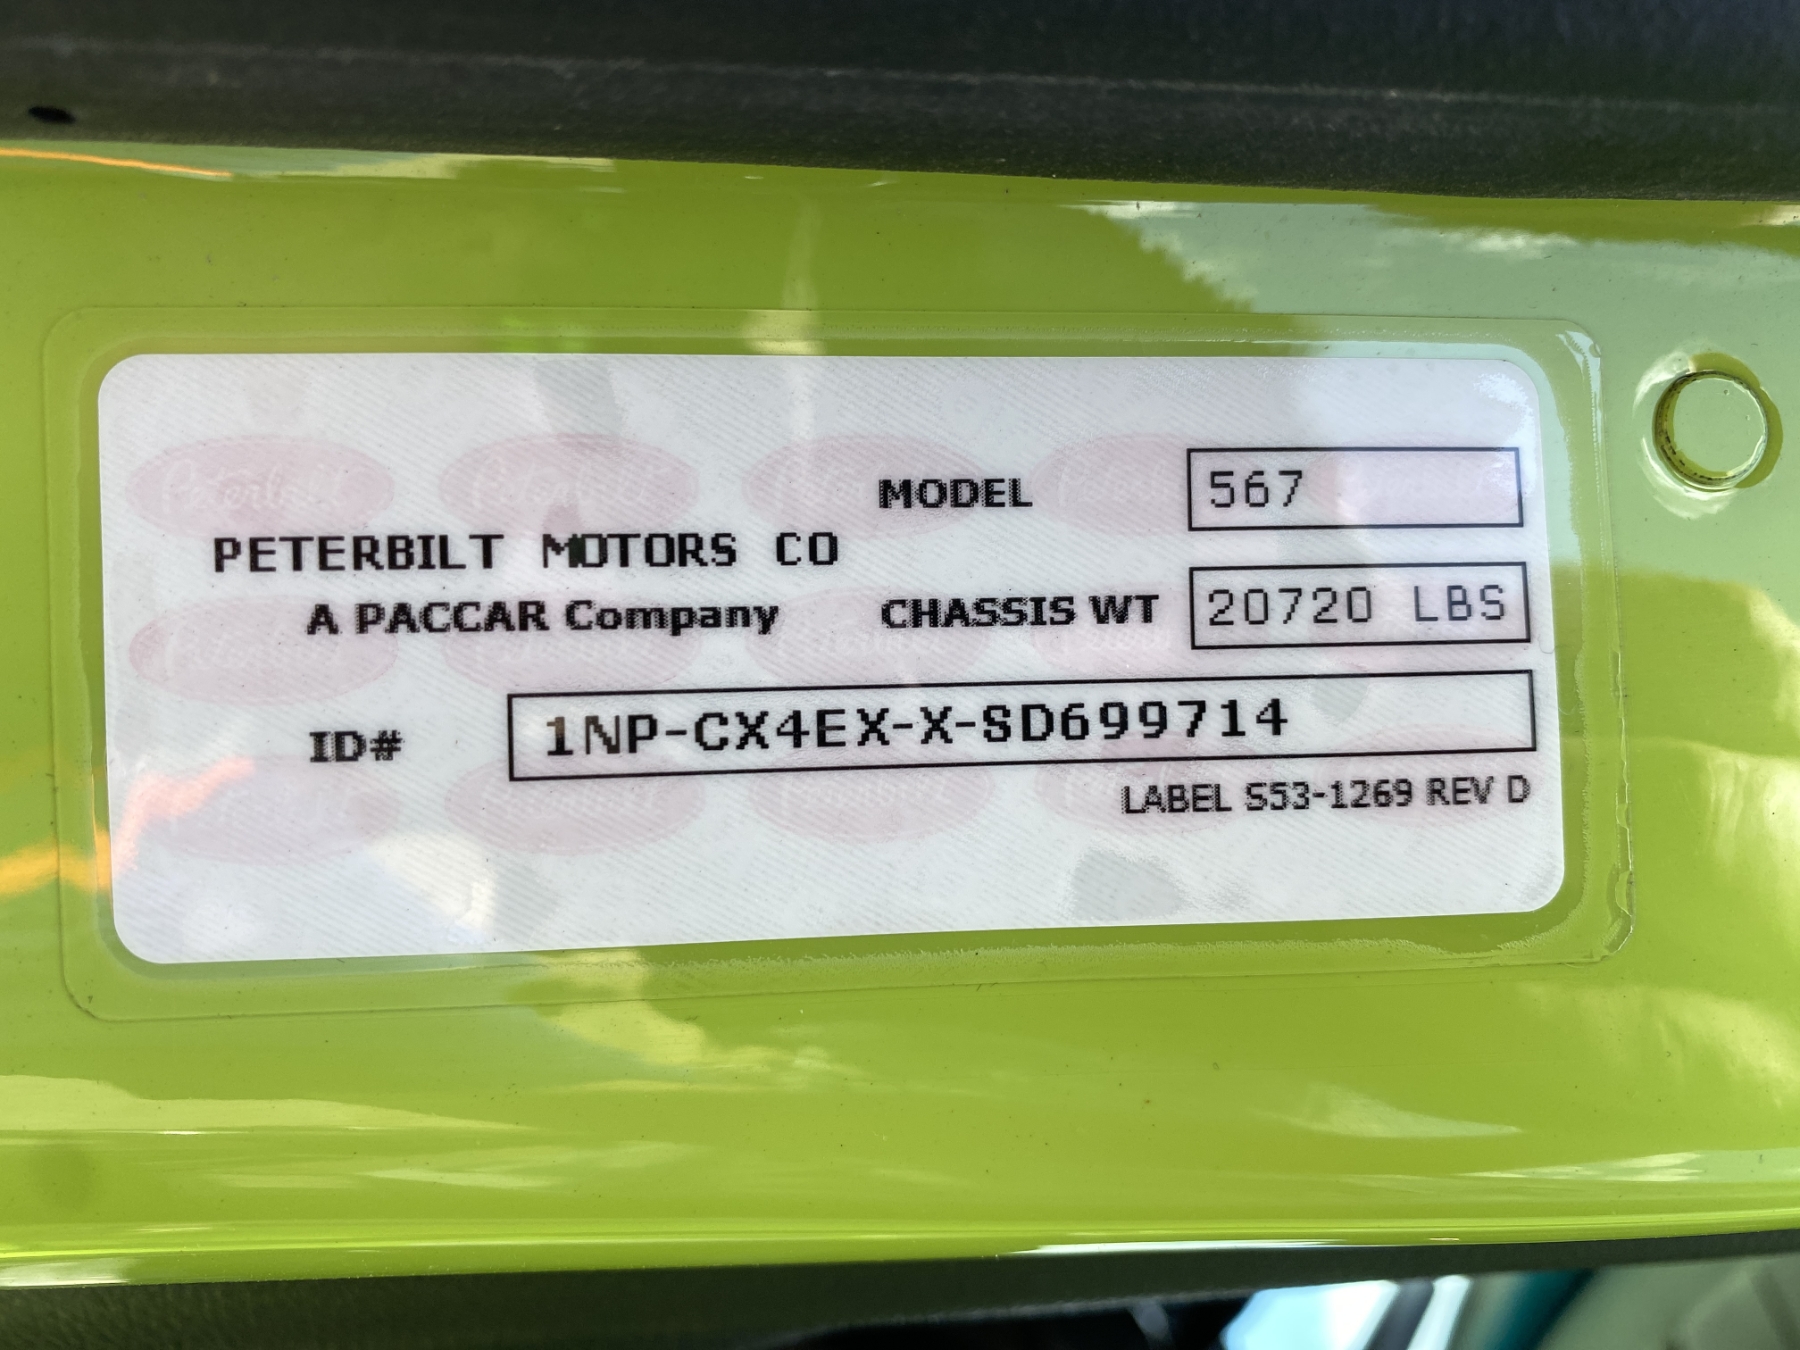 MODEL 567
PETERBILT MOTORS CO
A PACCAR Company CHASSIS WT 20720 LBS
ID# 1NP-CX4EX-X-SD699714
LABEL S53-1269 REV D